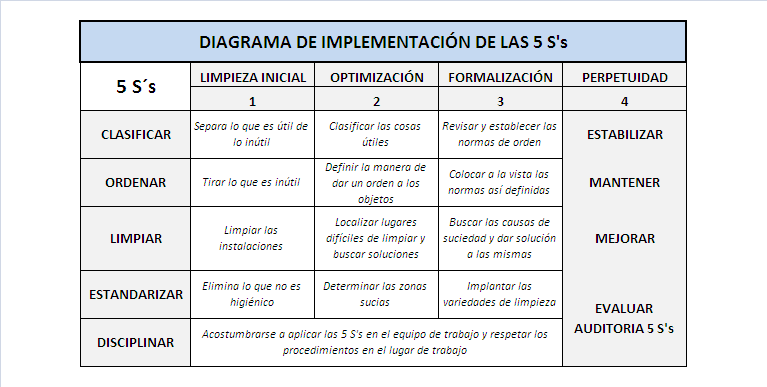 DIAGRAMA DE IMPLEMENTACIÓN DE LAS 5 S's
5 S´s
LIMPIEZA INICIAL
OPTIMIZACIÓN
FORMALIZACIÓN
PERPETUIDAD
1
2
3
4
CLASIFICAR
Separa lo que es útil de
lo inútil
Clasificar las cosas
útiles
Revisar y establecer las
normas de orden
ESTABILIZAR
ORDENAR
Tirar lo que es inútil
Definir la manera de
dar un orden a los
objetos
Colocar a la vista las
normas así definidas
MANTENER
LIMPIAR
Limpiar las
instalaciones
Localizar lugares
difíciles de limpiar y
buscar soluciones
Buscar las causas de
suciedad y dar solución
a las mismas
MEJORAR
ESTANDARIZAR
Elimina lo que no es
higiénico
Determinar las zonas
sucias
Implantar las
variedades de limpieza
EVALUAR
AUDITORIA 5 S's
DISCIPLINAR
Acostumbrarse a aplicar las 5 S's en el equipo de trabajo y respetar los
procedimientos en el lugar de trabajo